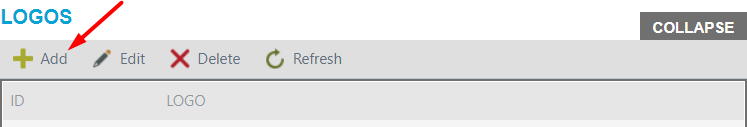 LOGOS
COLLAPSE
Add Edit Delete Refresh
ID LOGO